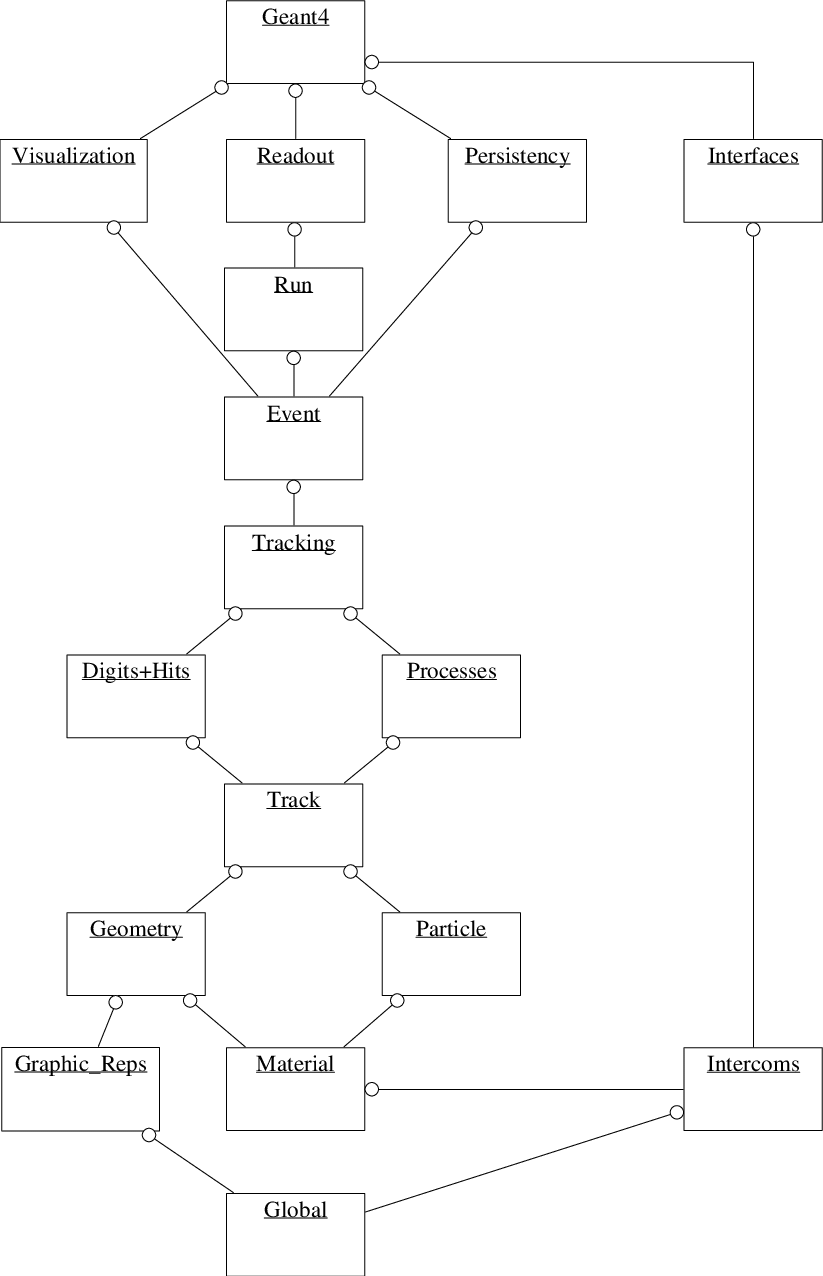 Geant4
Visualization
Readout
Persistency
Interfaces
Run
Event
Tracking
Digits+Hits
Processes
Track
Geometry
Particle
Graphic_Reps
Material
Intercoms
Global